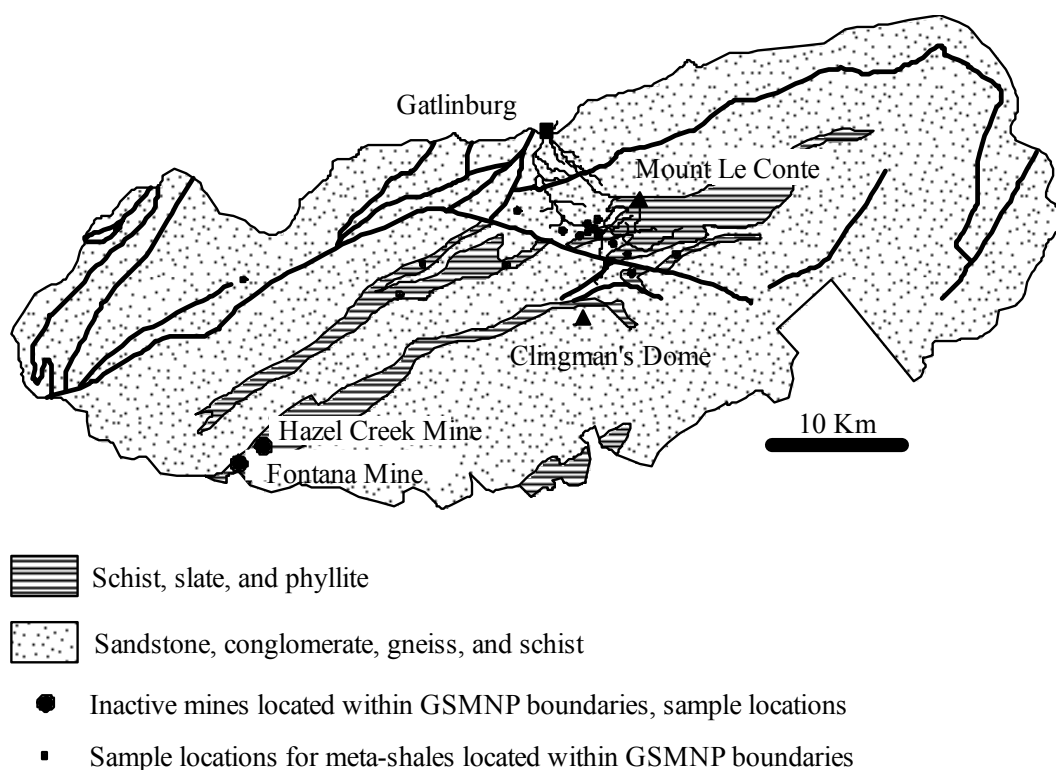 Gatlinburg
Mount Le Conte
Clingman's Dome
Hazel Creek Mine
10 Km
Fontana Mine
Schist, slate, and phyllite
Sandstone, conglomerate, gneiss, and schist
Inactive mines located within GSMNP boundaries, sample locations
Sample locations for meta-shales located within GSMNP boundaries